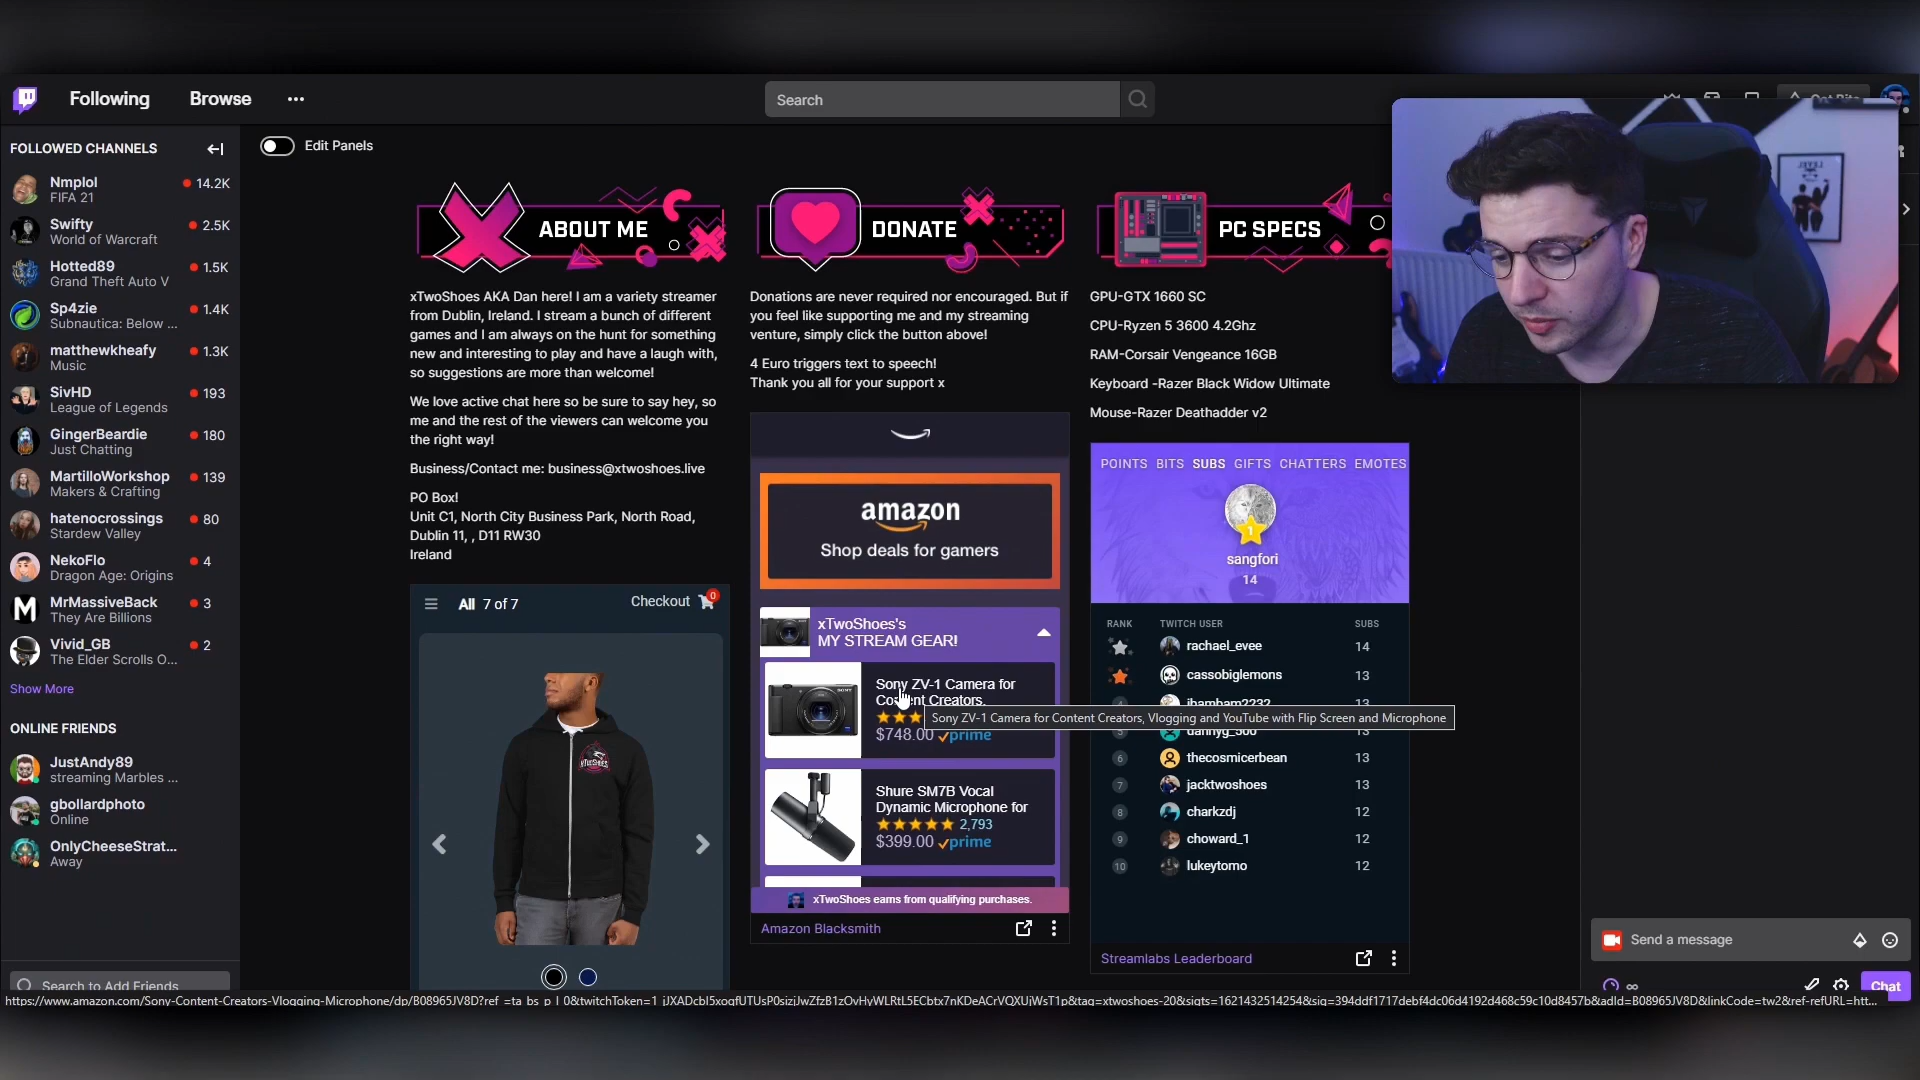 Following
Browse
Search
FOLLOWED CHANNELS
Nmplol
14.2K
FIFA 21
Swifty
2.5K
World of Warcraft
Hotted89
1.5K
Grand Theft Auto V
Sp4zie
1.4K
Subnautica: Below ...
matthewkheafy
1.3K
Music
SivHD
193
League of Legends
GingerBeardie
180
Just Chatting
MartilloWorkshop
139
Makers & Crafting
hatenocrossings
80
Stardew Valley
NekoFlo
4
Dragon Age: Origins
MrMassiveBack
3
They Are Billions
Vivid_GB
2
The Elder Scrolls O...
Show More
ONLINE FRIENDS
JustAndy89
streaming Marbles ...
gbollardphoto
Online
OnlyCheeseStrat...
Away
Search to Add Friends
Edit Panels
ABOUT ME
xTwoShoes AKA Dan here! I am a variety streamer
from Dublin, Ireland. I stream a bunch of different
games and I am always on the hunt for something
new and interesting to play and have a laugh with,
so suggestions are more than welcome!
We love active chat here so be sure to say hey, so
me and the rest of the viewers can welcome you
the right way!
Business/Contact me: business@xtwoshoes.live
PO Box!
Unit C1, North City Business Park, North Road,
Dublin 11, , D11 RW30
Ireland
All 7 of 7
Checkout
0
DONATE
Donations are never required nor encouraged. But if
you feel like supporting me and my streaming
venture, simply click the button above!
4 Euro triggers text to speech!
Thank you all for your support x
amazon
Shop deals for gamers
xTwoShoes's
MY STREAM GEAR!
Sony ZV-1 Camera for
Content Creators,
$748.00 prime
Sony ZV-1 Camera for Content Creators, Vlogging and YouTube with Flip Screen and Microphone
Shure SM7B Vocal
Dynamic Microphone for
2,793
$399.00 prime
xTwoShoes earns from qualifying purchases.
Amazon Blacksmith
PC SPECS
GPU-GTX 1660 SC
CPU-Ryzen 5 3600 4.2Ghz
RAM-Corsair Vengeance 16GB
Keyboard -Razer Black Widow Ultimate
Mouse-Razer Deathadder v2
POINTS BITS SUBS GIFTS CHATTERS EMOTES
1
sangfori
14
RANK TWITCH USER SUBS
rachael_evee 14
cassobiglemons 13
6 thecosmicerbean 13
7 jacktwoshoes 13
8 charkzdj 12
9 choward_1 12
10 lukeytomo 12
Streamlabs Leaderboard
Send a message
Chat